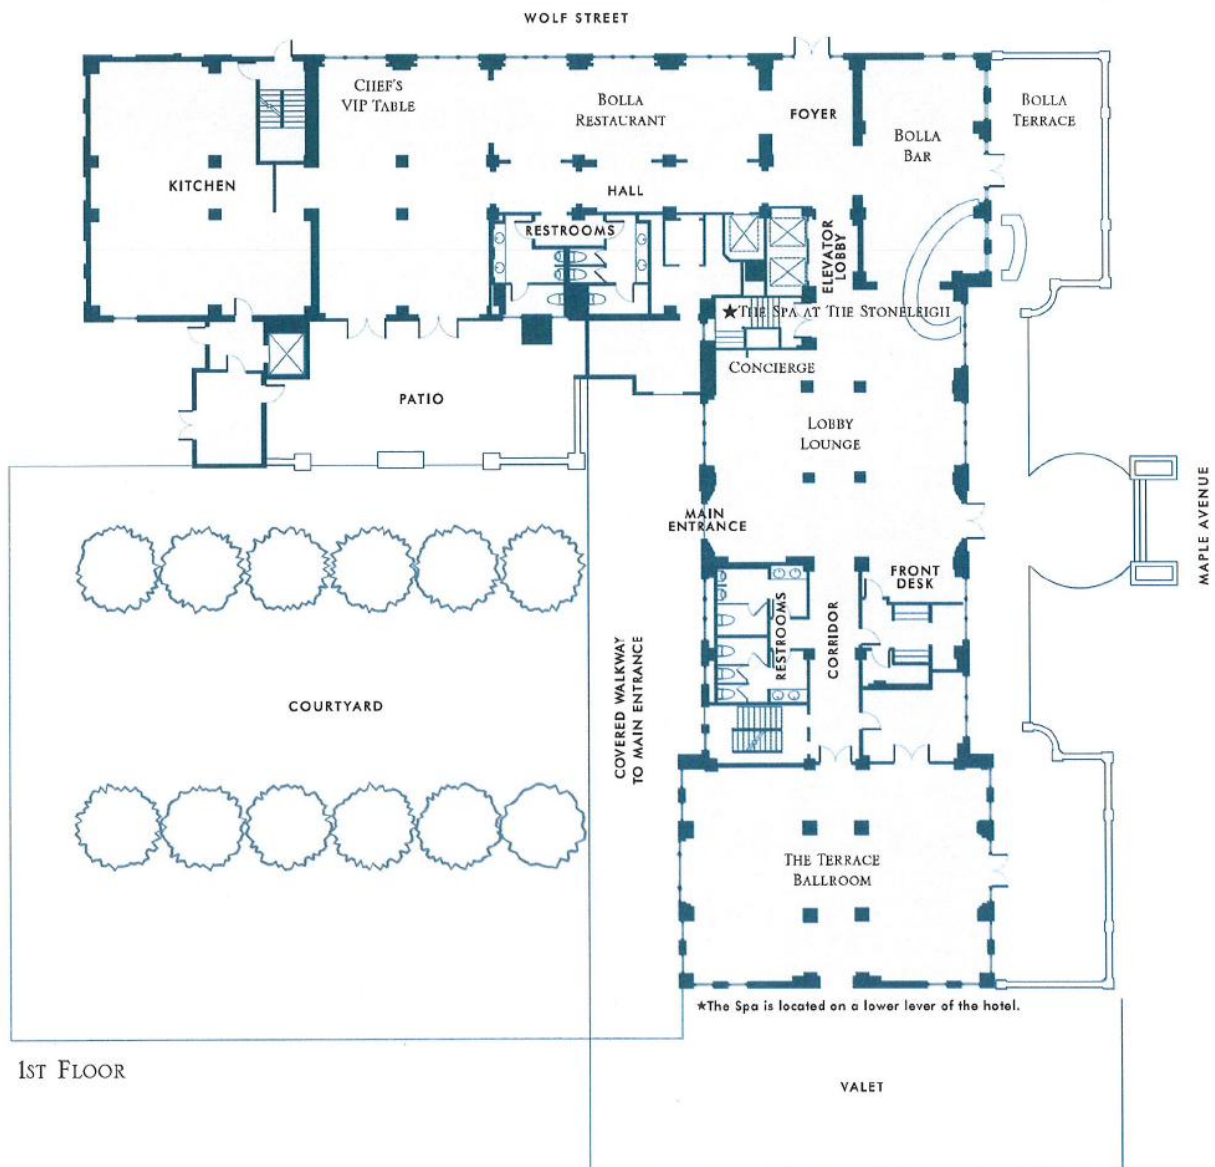 WOLF STREET
CHEF'S
VIP TABLE
BOLLA
RESTAURANT
FOYER
BOLLA
TERRACE
BOLLA
BAR
KITCHEN
HALL
RESTROOMS
ELEVATOR
LOBBY
★THE SPA AT THE STONELEIGH
CONCIERGE
PATIO
LOBBY
LOUNGE
MAPLE AVENUE
MAIN
ENTRANCE
FRONT
DESK
RESTROOMS
CORRIDOR
COURTYARD
COVERED WALKWAY
TO MAIN ENTRANCE
THE TERRACE
BALLROOM
★The Spa is located on a lower lever of the hotel.
1ST FLOOR
VALET